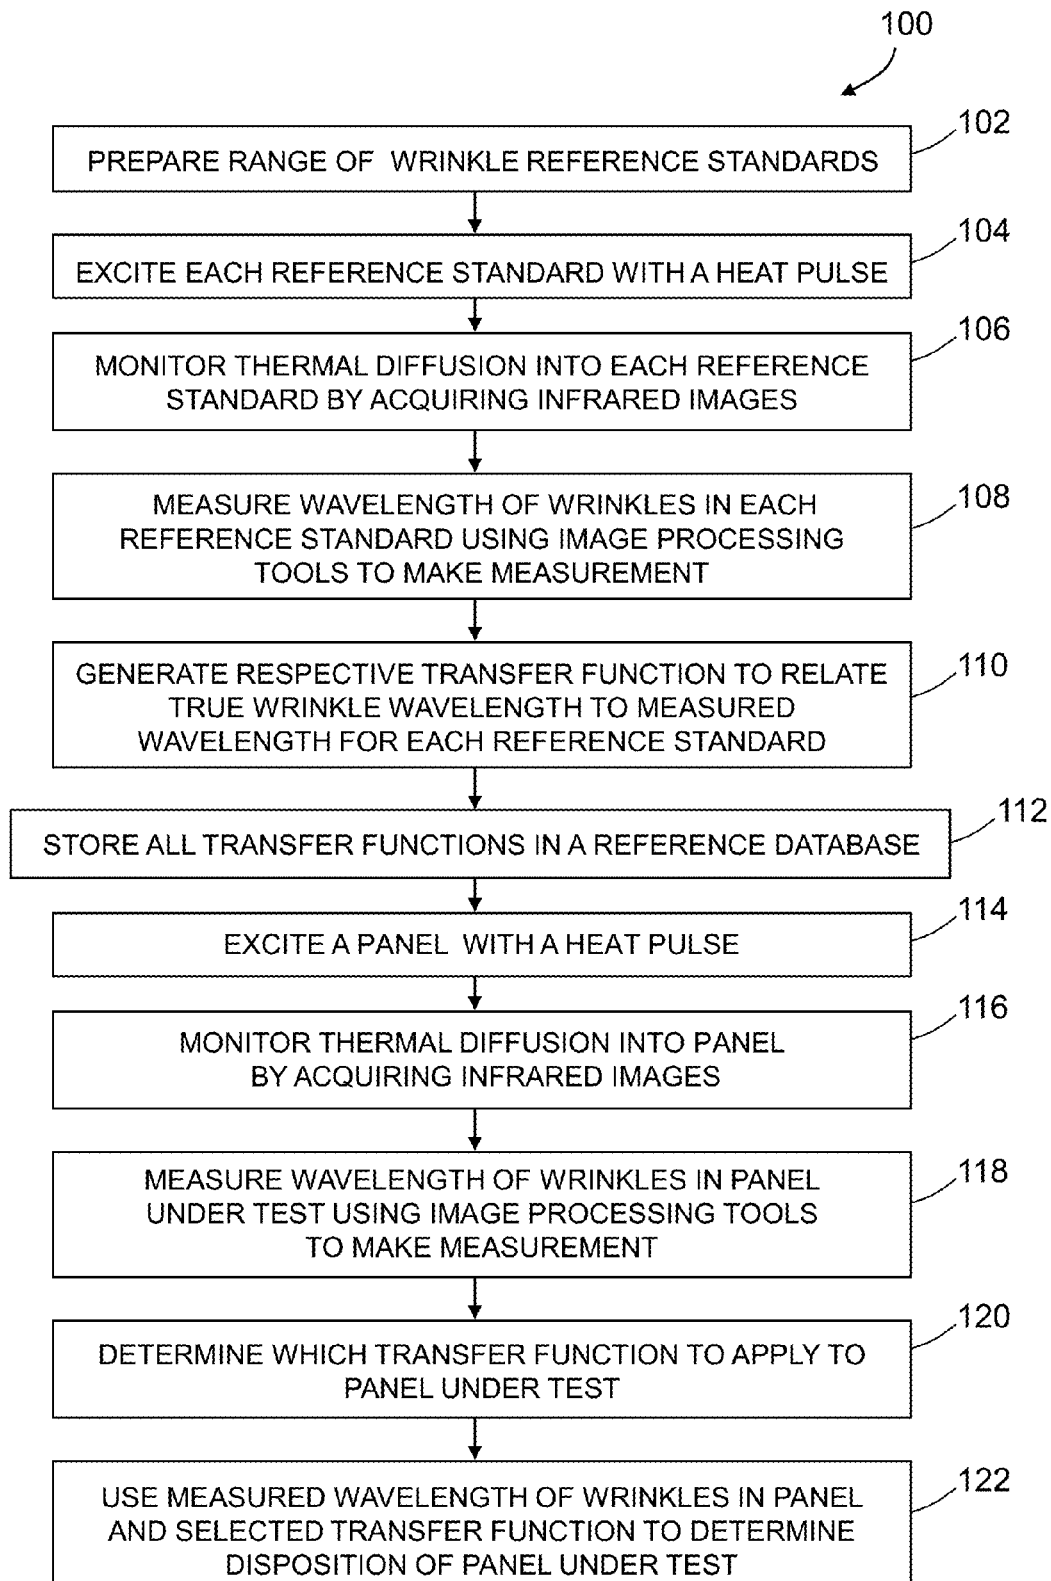 100
102
PREPARE RANGE OF WRINKLE REFERENCE STANDARDS
104
EXCITE EACH REFERENCE STANDARD WITH A HEAT PULSE
106
MONITOR THERMAL DIFFUSION INTO EACH REFERENCE
STANDARD BY ACQUIRING INFRARED IMAGES
108
MEASURE WAVELENGTH OF WRINKLES IN EACH
REFERENCE STANDARD USING IMAGE PROCESSING
TOOLS TO MAKE MEASUREMENT
110
GENERATE RESPECTIVE TRANSFER FUNCTION TO RELATE
TRUE WRINKLE WAVELENGTH TO MEASURED
WAVELENGTH FOR EACH REFERENCE STANDARD
112
STORE ALL TRANSFER FUNCTIONS IN A REFERENCE DATABASE
114
EXCITE A PANEL WITH A HEAT PULSE
116
MONITOR THERMAL DIFFUSION INTO PANEL
BY ACQUIRING INFRARED IMAGES
118
MEASURE WAVELENGTH OF WRINKLES IN PANEL
UNDER TEST USING IMAGE PROCESSING TOOLS
TO MAKE MEASUREMENT
120
DETERMINE WHICH TRANSFER FUNCTION TO APPLY TO
PANEL UNDER TEST
122
USE MEASURED WAVELENGTH OF WRINKLES IN PANEL
AND SELECTED TRANSFER FUNCTION TO DETERMINE
DISPOSITION OF PANEL UNDER TEST